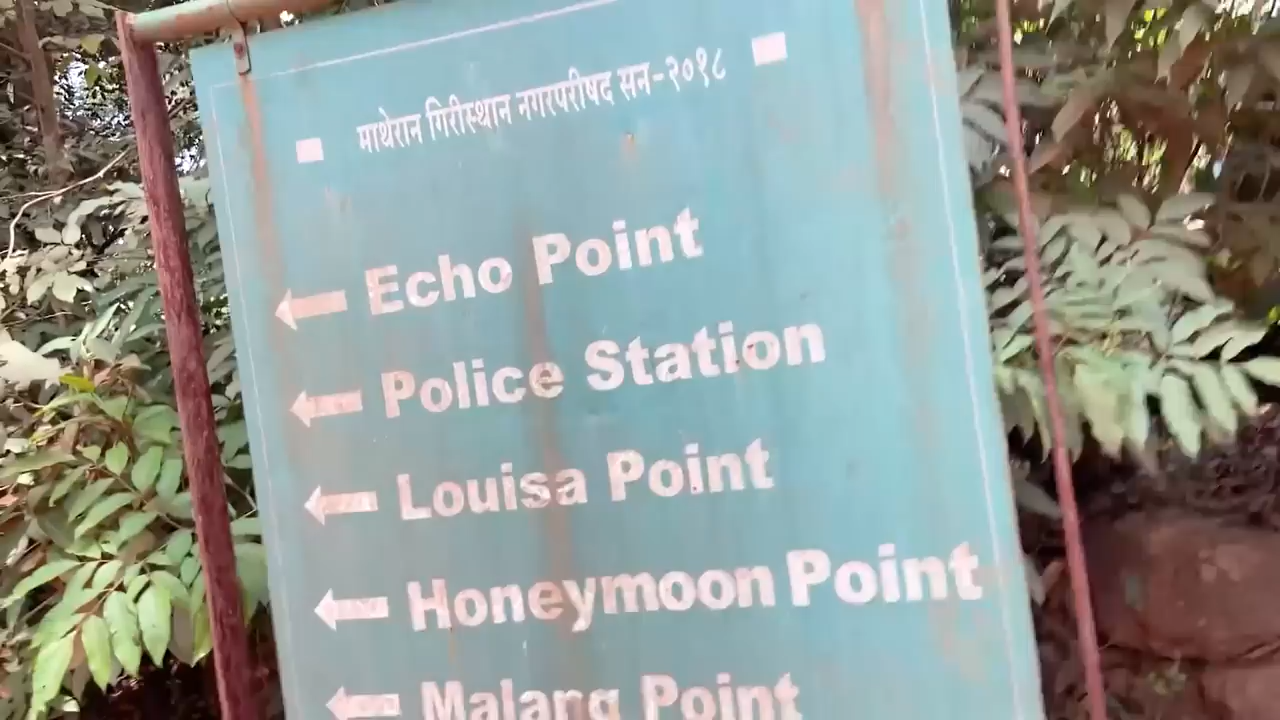 माथेरान गिरीस्थान नगरपरीषद सन-२०१८
Echo Point
Police Station
Louisa Point
Honeymoon Point
Malang Point